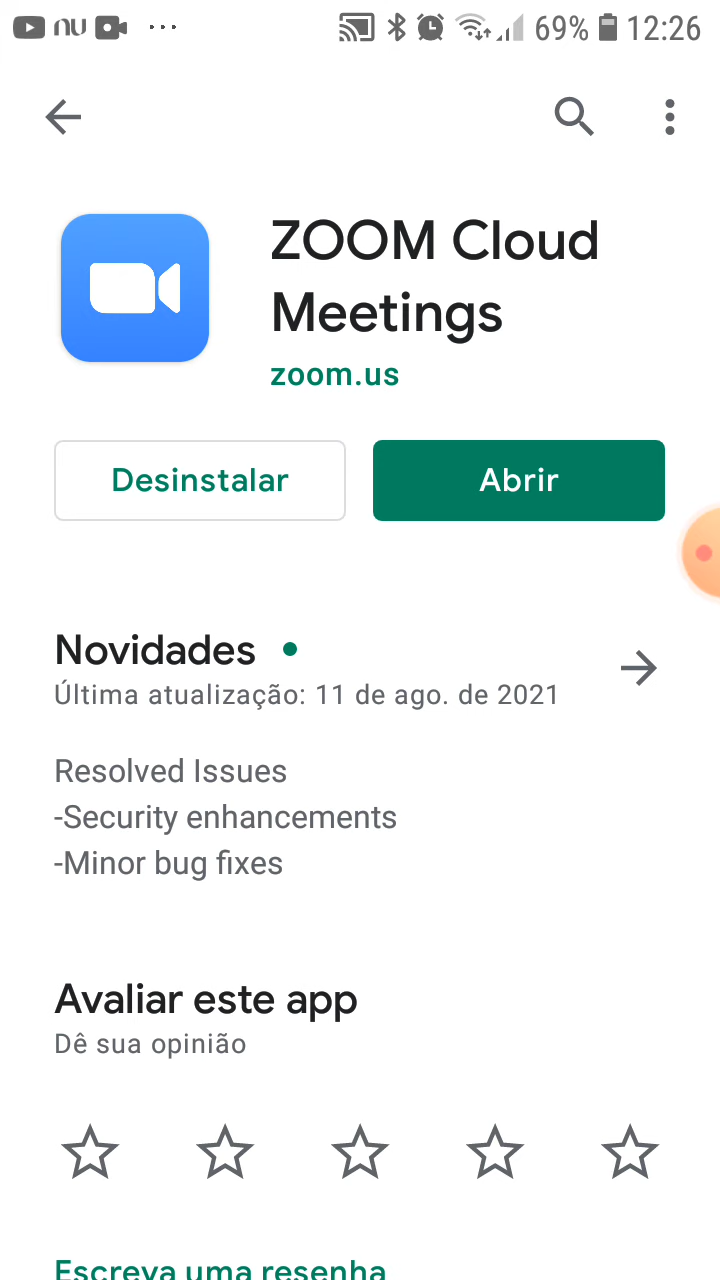 nu ... 69% 12:26
ZOOM Cloud
Meetings
zoom.us
Desinstalar Abrir
Novidades
Última atualização: 11 de ago. de 2021
Resolved Issues
-Security enhancements
-Minor bug fixes
Avaliar este app
Dê sua opinião
Escreva uma resenha